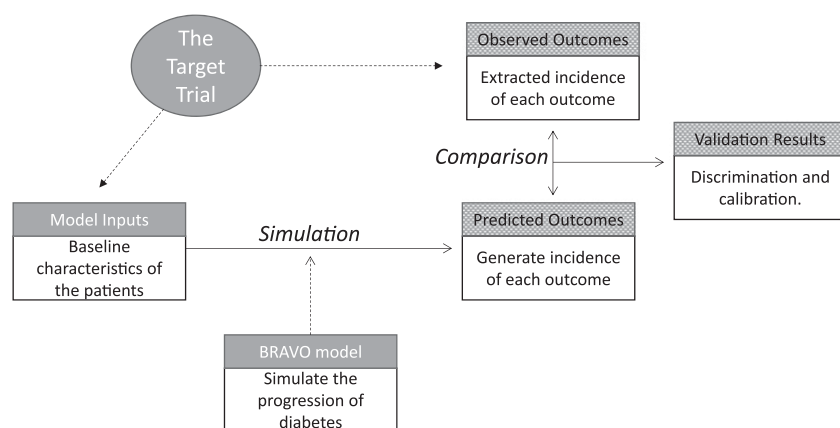 The
Target
Trial
Observed Outcomes
Extracted incidence
of each outcome
Comparison
Validation Results
Discrimination and
calibration.
Model Inputs
Baseline
characteristics of
the patients
Simulation
Predicted Outcomes
Generate incidence
of each outcome
BRAVO model
Simulate the
progression of
diabetes